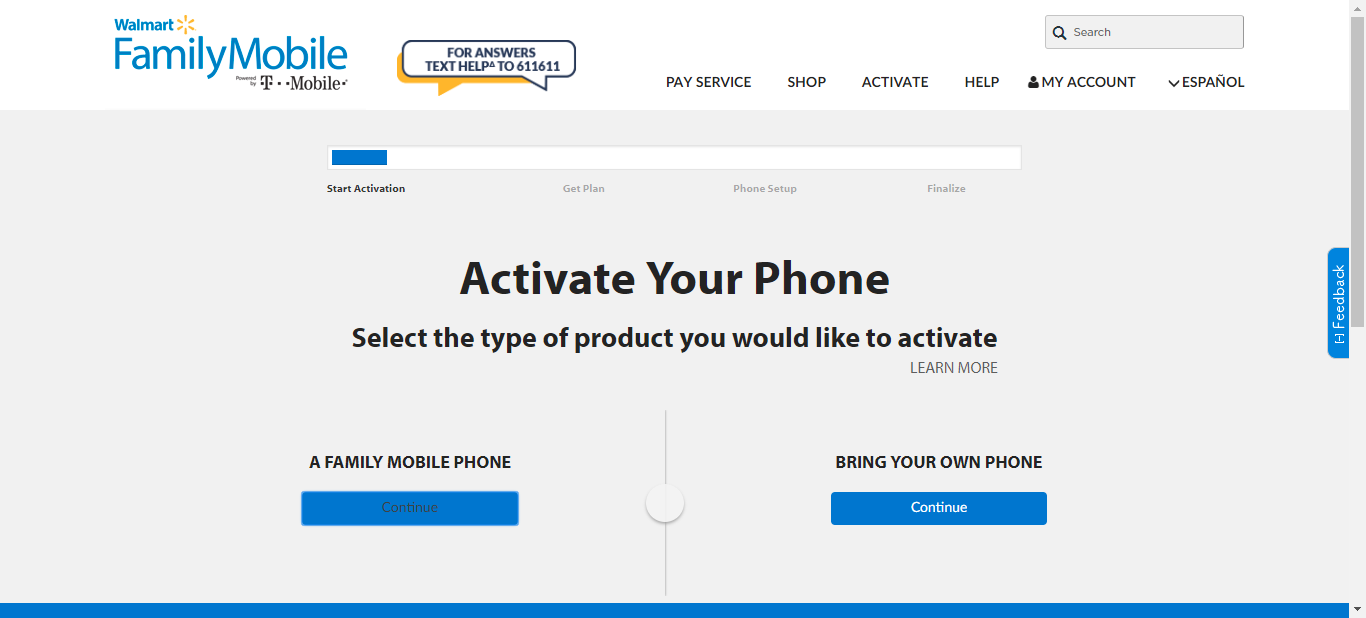 Walmart
FamilyMobile
Powered by T··Mobile·
FOR ANSWERS
TEXT HELP∆ TO 611611
Search
PAY SERVICE SHOP ACTIVATE HELP MY ACCOUNT ESPAÑOL
Start Activation Get Plan Phone Setup Finalize
Activate Your Phone
Select the type of product you would like to activate
LEARN MORE
[-] Feedback
A FAMILY MOBILE PHONE BRING YOUR OWN PHONE
Continue Continue